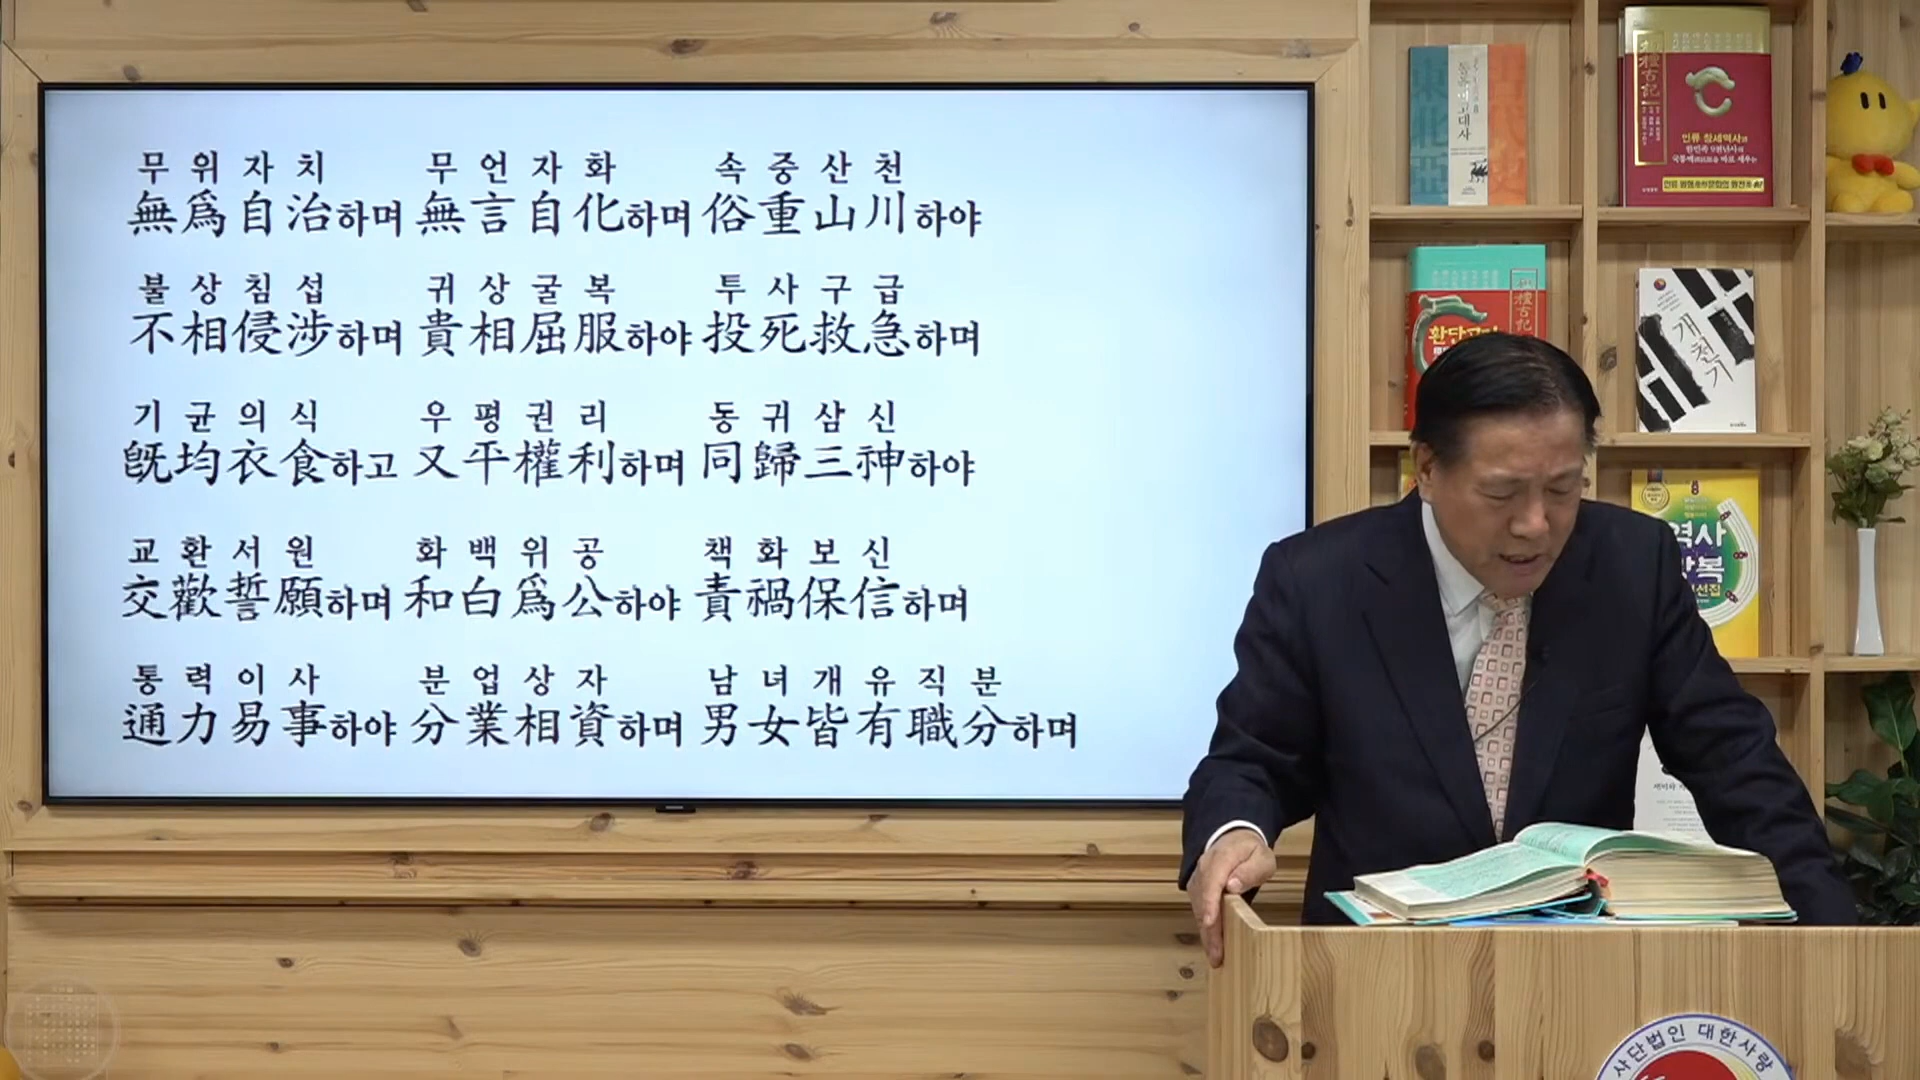 무위자치 무언자화 속중산천
無爲自治하며 無言自化하며 俗重山川하야
불상침섭 귀상굴복 투사구급
不相侵涉하며 貴相屈服하야 投死救急하며
기균의식 우평권리 동귀삼신
旣均衣食하고 又平權利하며 同歸三神하야
교환서원 화백위공 책화보신
交歡誓願하며 和白爲公하야 責禍保信하며
통력이사 분업상자 남녀개유직분
通力易事하야 分業相資하며 男女皆有職分하며
桓檀古記
인류 창세역사와
한민족 9천년사의
국통맥을 바로 세우는
환단고기
개천기
역사
광복
선집
사단법인 대한사랑